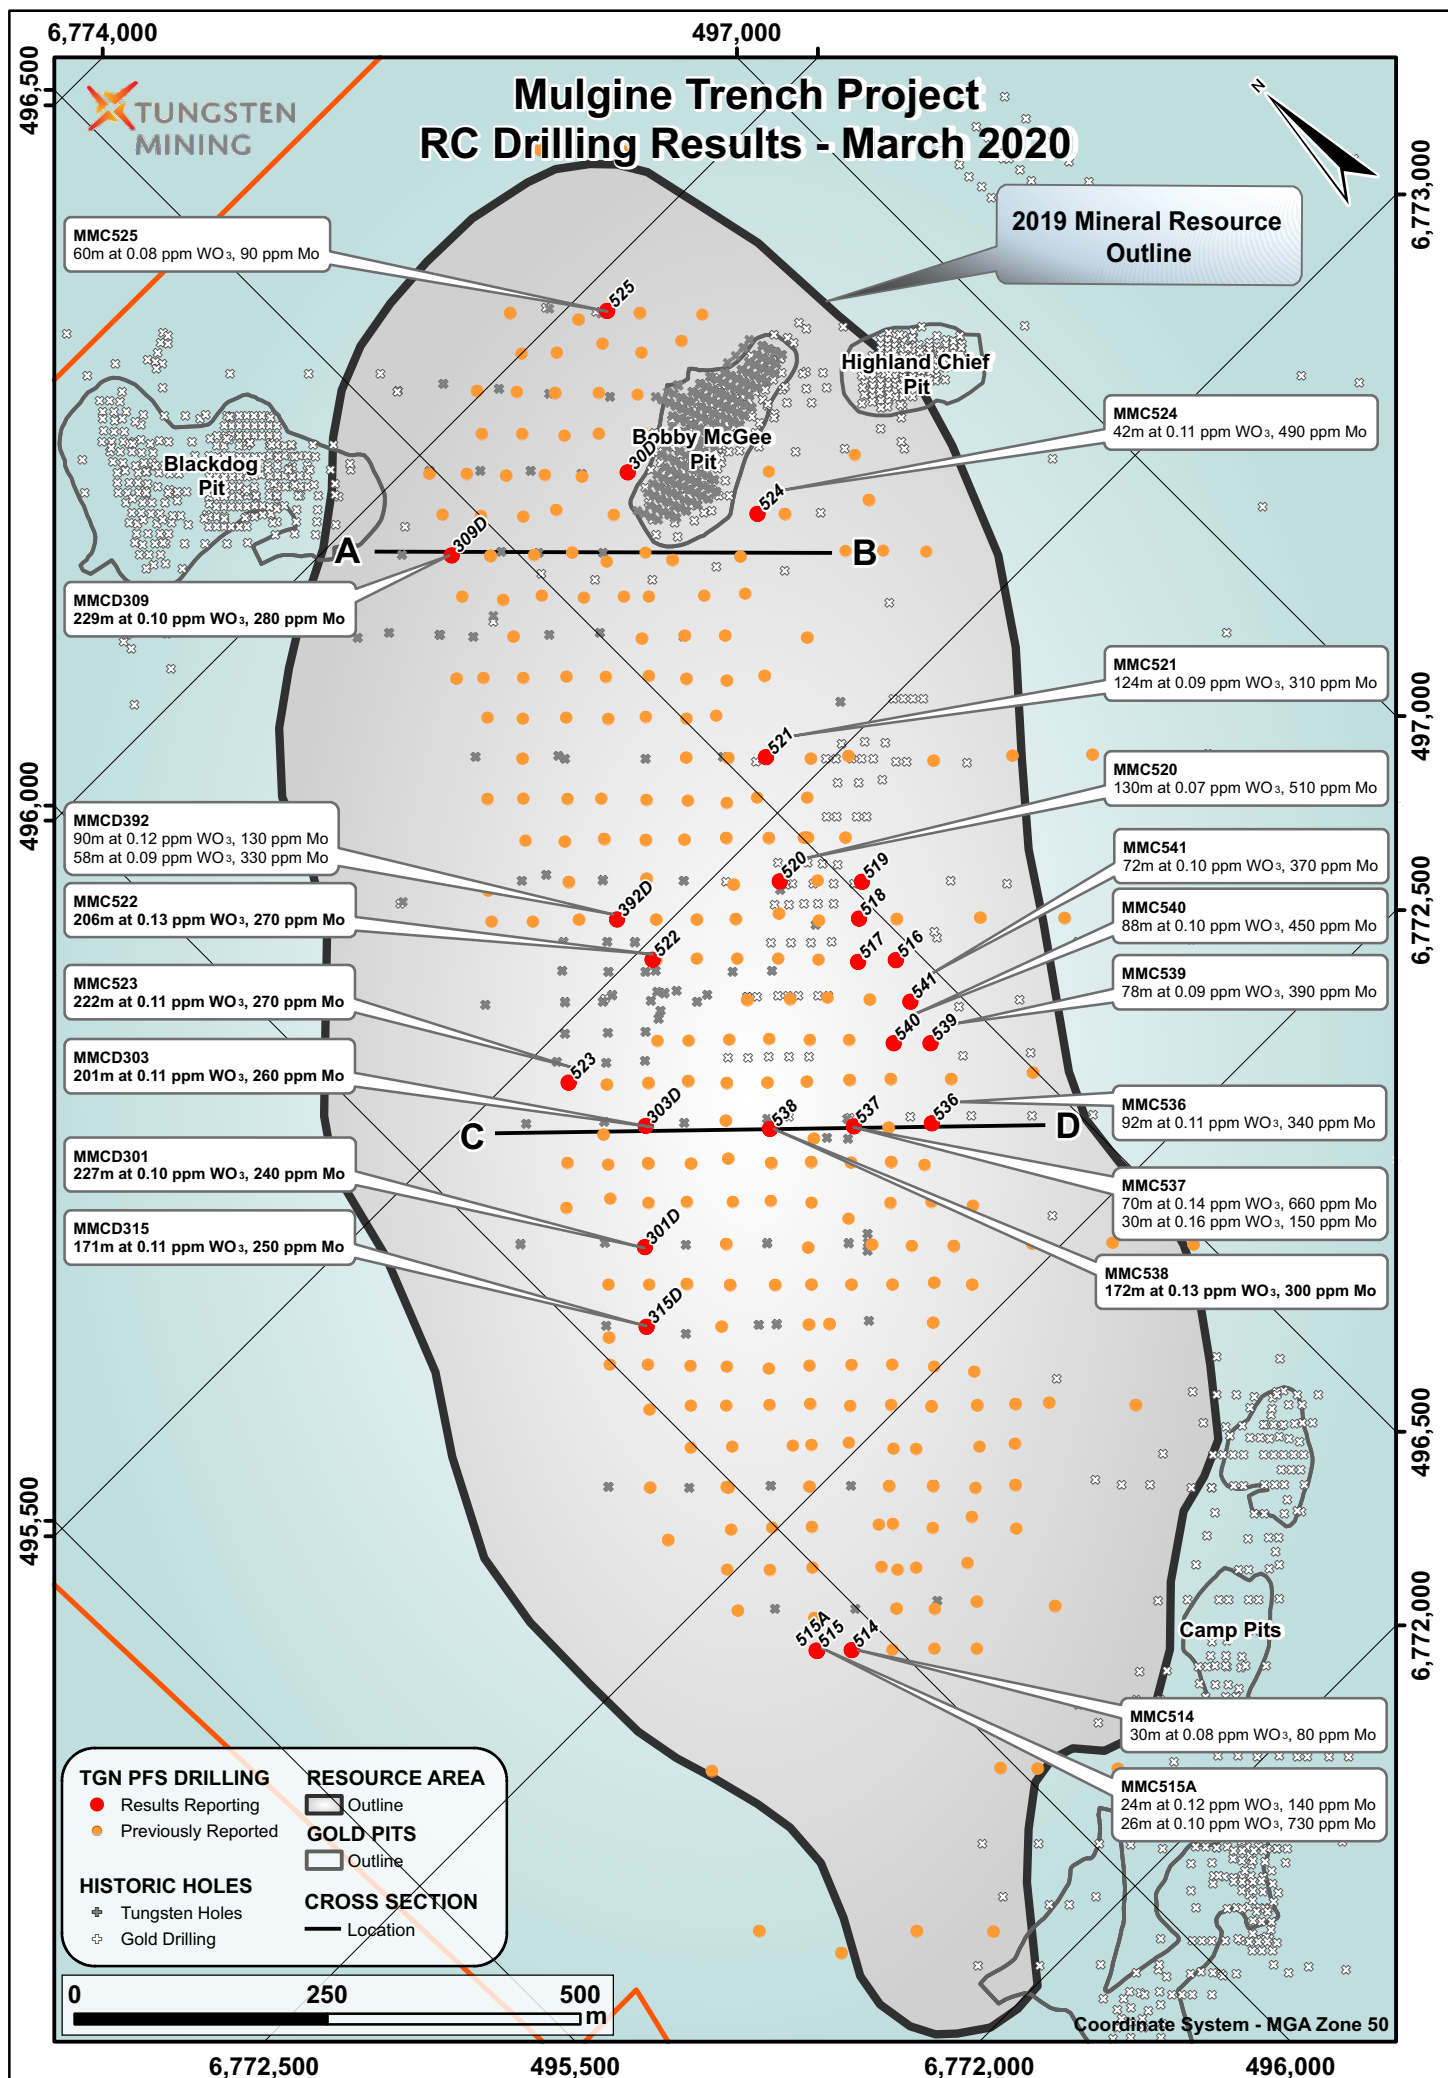 6,774,000
497,000
496,500
Mulgine Trench Project
RC Drilling Results - March 2020
TUNGSTEN
MINING
N
6,773,000
2019 Mineral Resource
Outline
MMC525
60m at 0.08 ppm WO3, 90 ppm Mo
525
Highland Chief
Pit
MMC524
42m at 0.11 ppm WO3, 490 ppm Mo
Bobby McGee
Pit
30D
Blackdog
Pit
524
309D
A
B
MMCD309
229m at 0.10 ppm WO3, 280 ppm Mo
MMC521
124m at 0.09 ppm WO3, 310 ppm Mo
497,000
521
MMC520
130m at 0.07 ppm WO3, 510 ppm Mo
496,000
MMCD392
90m at 0.12 ppm WO3, 130 ppm Mo
58m at 0.09 ppm WO3, 330 ppm Mo
MMC541
72m at 0.10 ppm WO3, 370 ppm Mo
520
519
392D
518
MMC522
206m at 0.13 ppm WO3, 270 ppm Mo
MMC540
88m at 0.10 ppm WO3, 450 ppm Mo
6,772,500
522
517
516
MMC539
78m at 0.09 ppm WO3, 390 ppm Mo
MMC523
222m at 0.11 ppm WO3, 270 ppm Mo
541
540
539
MMCD303
201m at 0.11 ppm WO3, 260 ppm Mo
523
303D
538
537
536
C
D
MMC536
92m at 0.11 ppm WO3, 340 ppm Mo
MMCD301
227m at 0.10 ppm WO3, 240 ppm Mo
MMC537
70m at 0.14 ppm WO3, 660 ppm Mo
30m at 0.16 ppm WO3, 150 ppm Mo
MMCD315
171m at 0.11 ppm WO3, 250 ppm Mo
301D
MMC538
172m at 0.13 ppm WO3, 300 ppm Mo
315D
496,500
495,500
515A
515
514
Camp Pits
6,772,000
MMC514
30m at 0.08 ppm WO3, 80 ppm Mo
MMC515A
24m at 0.12 ppm WO3, 140 ppm Mo
26m at 0.10 ppm WO3, 730 ppm Mo
TGN PFS DRILLING
Results Reporting
Previously Reported
HISTORIC HOLES
Tungsten Holes
Gold Drilling
RESOURCE AREA
Outline
GOLD PITS
Outline
CROSS SECTION
Location
0 250 500
m
Coordinate System - MGA Zone 50
6,772,500
495,500
6,772,000
496,000